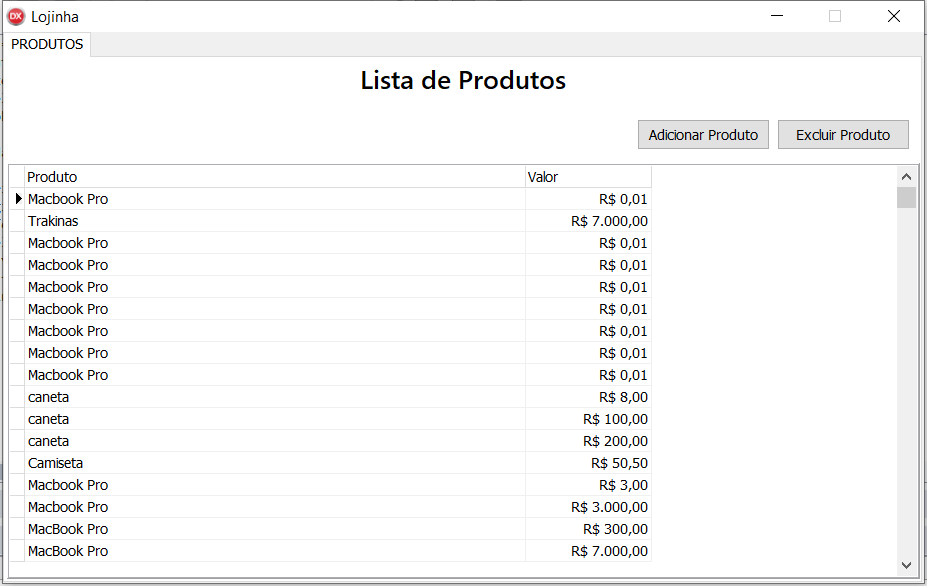 DX Lojinha
PRODUTOS
Lista de Produtos
Adicionar Produto Excluir Produto
Produto Valor
Macbook Pro R$ 0,01
Trakinas R$ 7.000,00
Macbook Pro R$ 0,01
Macbook Pro R$ 0,01
Macbook Pro R$ 0,01
Macbook Pro R$ 0,01
Macbook Pro R$ 0,01
Macbook Pro R$ 0,01
Macbook Pro R$ 0,01
caneta R$ 8,00
caneta R$ 100,00
caneta R$ 200,00
Camiseta R$ 50,50
Macbook Pro R$ 3,00
Macbook Pro R$ 3.000,00
MacBook Pro R$ 300,00
MacBook Pro R$ 7.000,00